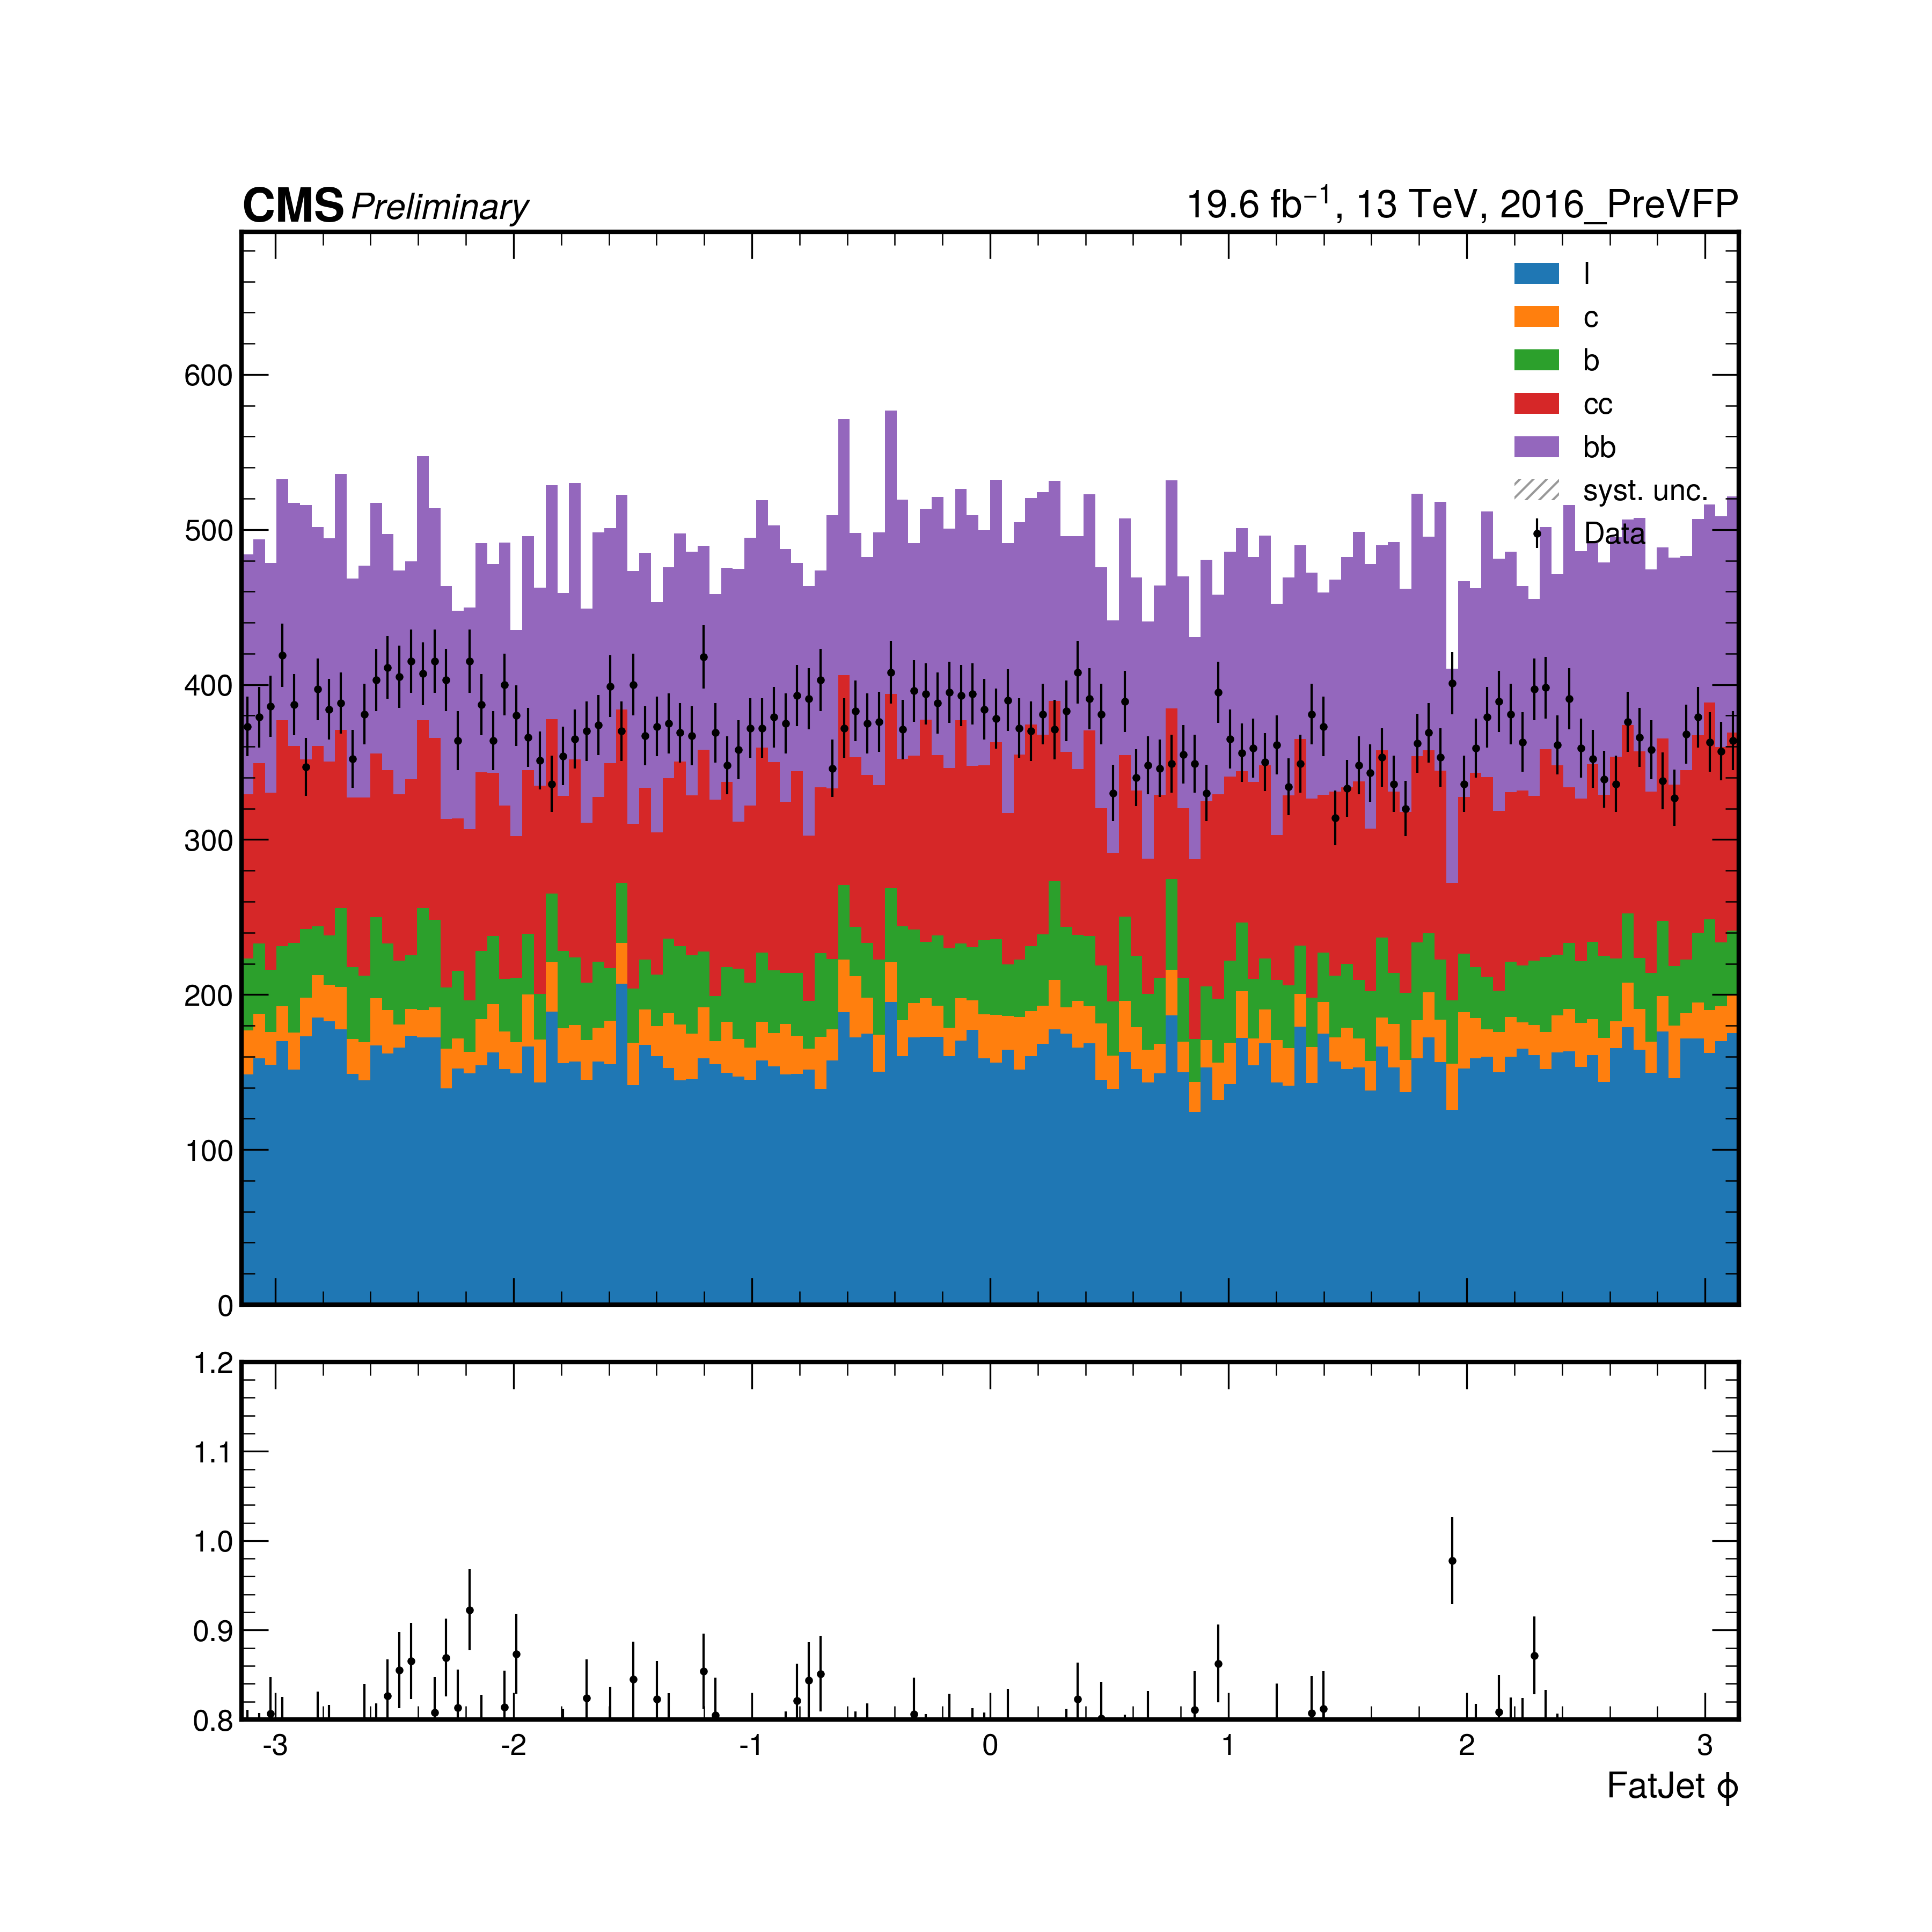 CMS Preliminary
19.6 fb⁻¹, 13 TeV, 2016_PreVFP
l
c
b
cc
bb
syst. unc.
Data
600
500
400
300
200
100
0
1.2
1.1
1.0
0.9
0.8
-3 -2 -1 0 1 2 3
FatJet ϕ